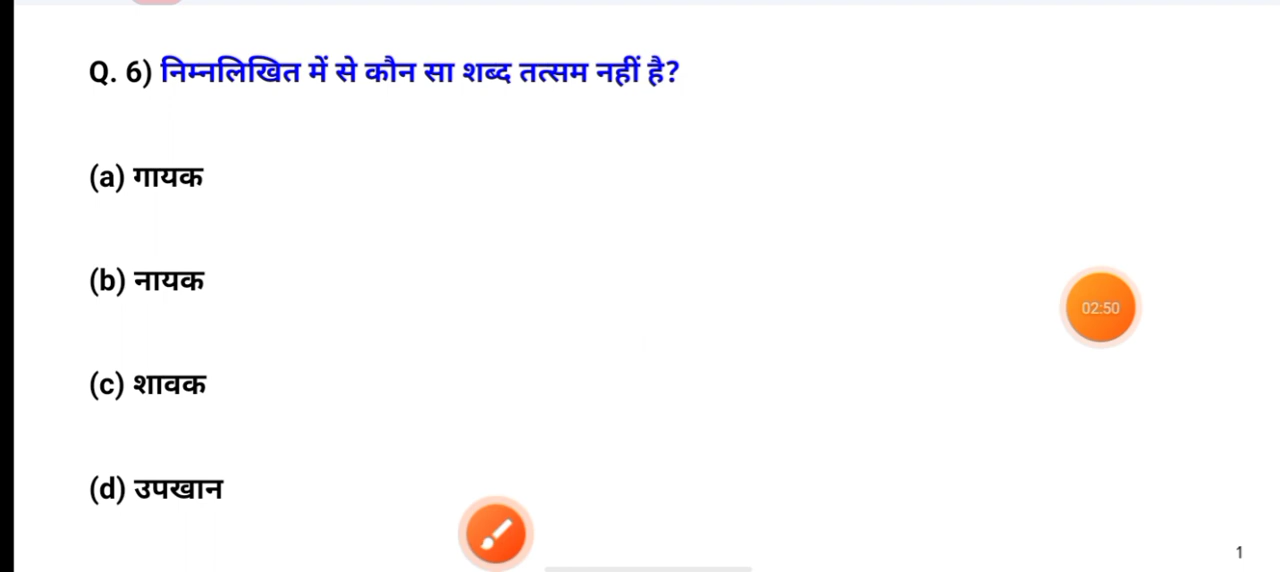 Q. 6) निम्नलिखित में से कौन सा शब्द तत्सम नहीं है?
(a) गायक
(b) नायक
02:50
(c) शावक
(d) उपखान
1